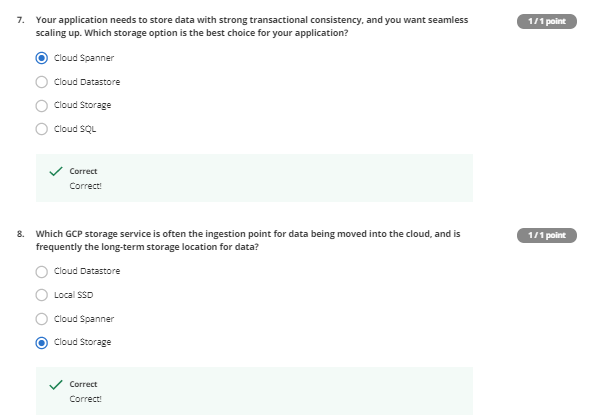 7. Your application needs to store data with strong transactional consistency, and you want seamless
scaling up. Which storage option is the best choice for your application?
1 / 1 point
Cloud Spanner
Cloud Datastore
Cloud Storage
Cloud SQL
Correct
Correct!
8. Which GCP storage service is often the ingestion point for data being moved into the cloud, and is
frequently the long-term storage location for data?
1 / 1 point
Cloud Datastore
Local SSD
Cloud Spanner
Cloud Storage
Correct
Correct!